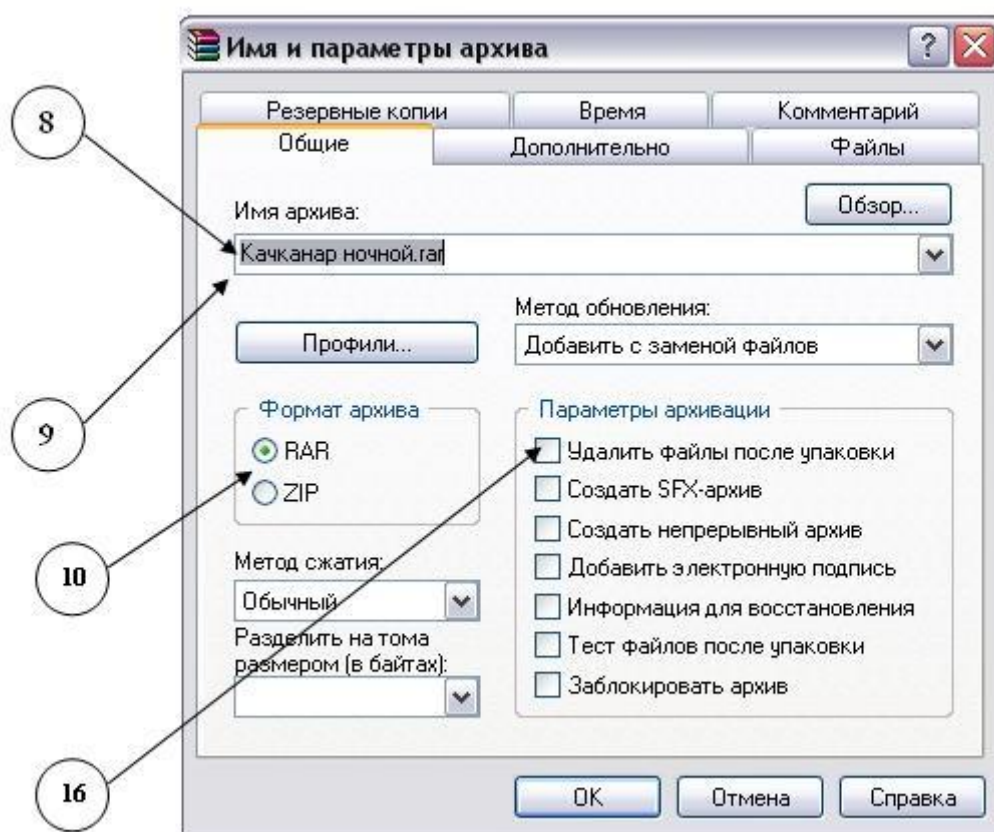 Имя и параметры архива
Резервные копии Время Комментарий
Общие Дополнительно Файлы
8
Имя архива:
Обзор...
Качканар ночной.rar
Метод обновления:
Профили...
Добавить с заменой файлов
9
Формат архива
RAR
ZIP
Параметры архивации
Удалить файлы после упаковки
Создать SFX-архив
Создать непрерывный архив
Добавить электронную подпись
Информация для восстановления
Тест файлов после упаковки
Заблокировать архив
10
Метод сжатия:
Обычный
Разделить на тома
размером (в байтах):
16
OK Отмена Справка